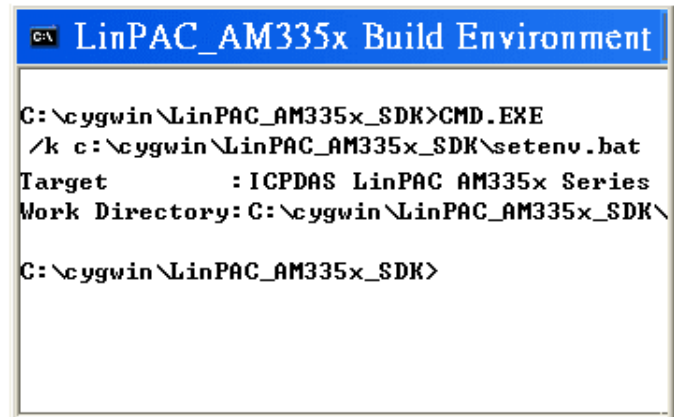 C:\ LinPAC_AM335x Build Environment
C:\cygwin\LinPAC_AM335x_SDK>CMD.EXE
/k c:\cygwin\LinPAC_AM335x_SDK\setenv.bat
Target :ICPDAS LinPAC AM335x Series
Work Directory:C:\cygwin\LinPAC_AM335x_SDK\
C:\cygwin\LinPAC_AM335x_SDK>